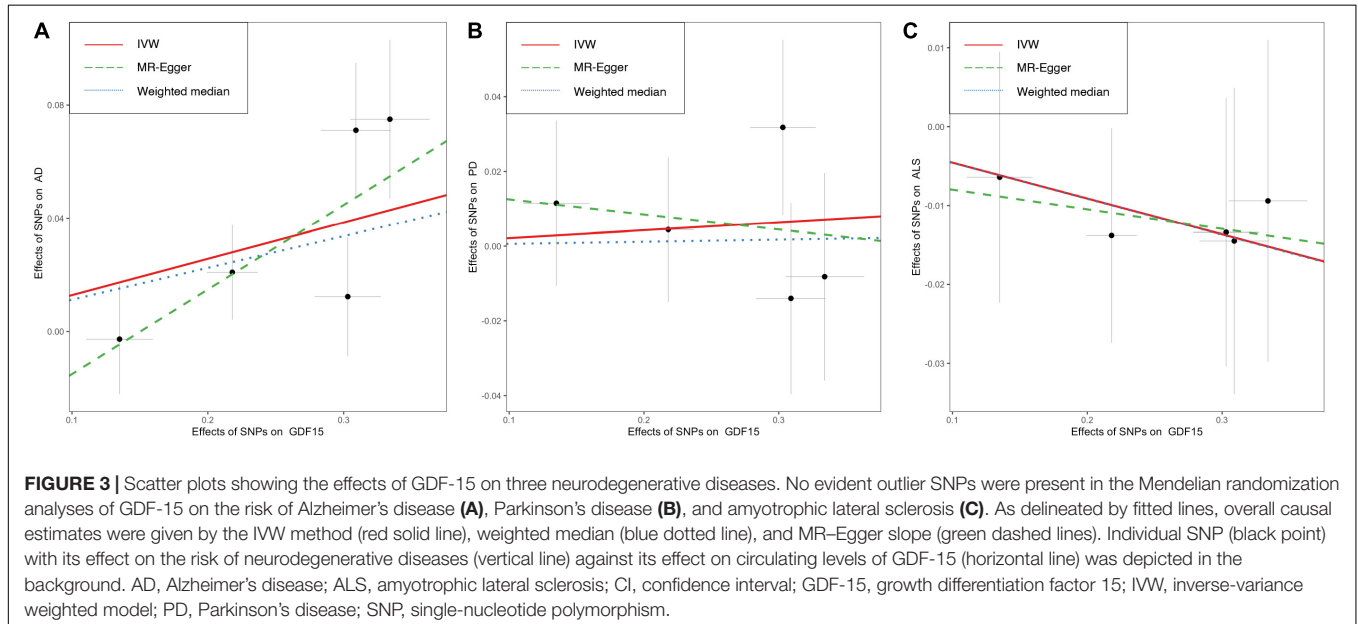 A
IVW
MR-Egger
Weighted median
0.08
0.04
0.00
Effects of SNPs on AD
0.1
0.2
0.3
Effects of SNPs on GDF15
B
IVW
MR-Egger
Weighted median
0.04
0.02
0.00
-0.02
-0.04
Effects of SNPs on PD
0.1
0.2
0.3
Effects of SNPs on GDF15
C
IVW
MR-Egger
Weighted median
0.01
0.00
-0.01
-0.02
-0.03
Effects of SNPs on ALS
0.1
0.2
0.3
Effects of SNPs on GDF15
FIGURE 3 | Scatter plots showing the effects of GDF-15 on three neurodegenerative diseases. No evident outlier SNPs were present in the Mendelian randomization
analyses of GDF-15 on the risk of Alzheimer's disease (A), Parkinson's disease (B), and amyotrophic lateral sclerosis (C). As delineated by fitted lines, overall causal
estimates were given by the IVW method (red solid line), weighted median (blue dotted line), and MR–Egger slope (green dashed lines). Individual SNP (black point)
with its effect on the risk of neurodegenerative diseases (vertical line) against its effect on circulating levels of GDF-15 (horizontal line) was depicted in the
background. AD, Alzheimer's disease; ALS, amyotrophic lateral sclerosis; CI, confidence interval; GDF-15, growth differentiation factor 15; IVW, inverse-variance
weighted model; PD, Parkinson's disease; SNP, single-nucleotide polymorphism.